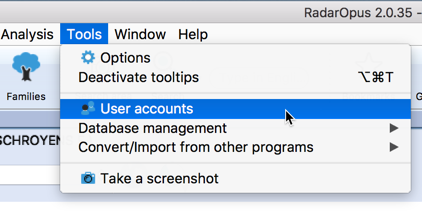 RadarOpus 2.0.35 -
Analysis Tools Window Help
Options
Deactivate tooltips ⌥⌘T
Families
User accounts
SCHROYEN
Database management
Convert/Import from other programs
Take a screenshot